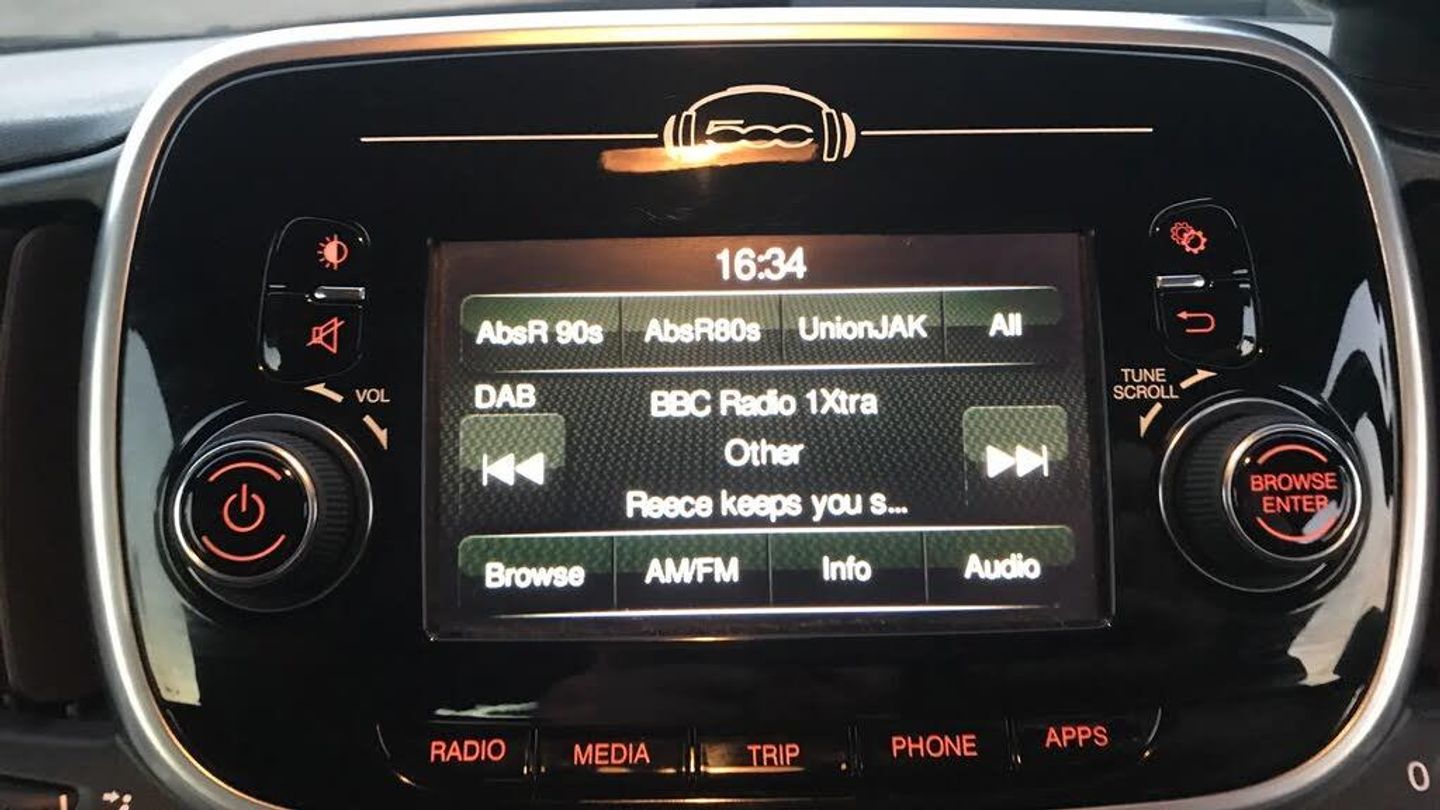 500
16:34
AbsR 90s AbsR80s UnionJAK All
VOL
DAB
BBC Radio 1Xtra
TUNE
SCROLL
Other
Reece keeps you s...
BROWSE
ENTER
Browse AM/FM Info Audio
RADIO MEDIA TRIP PHONE APPS
0